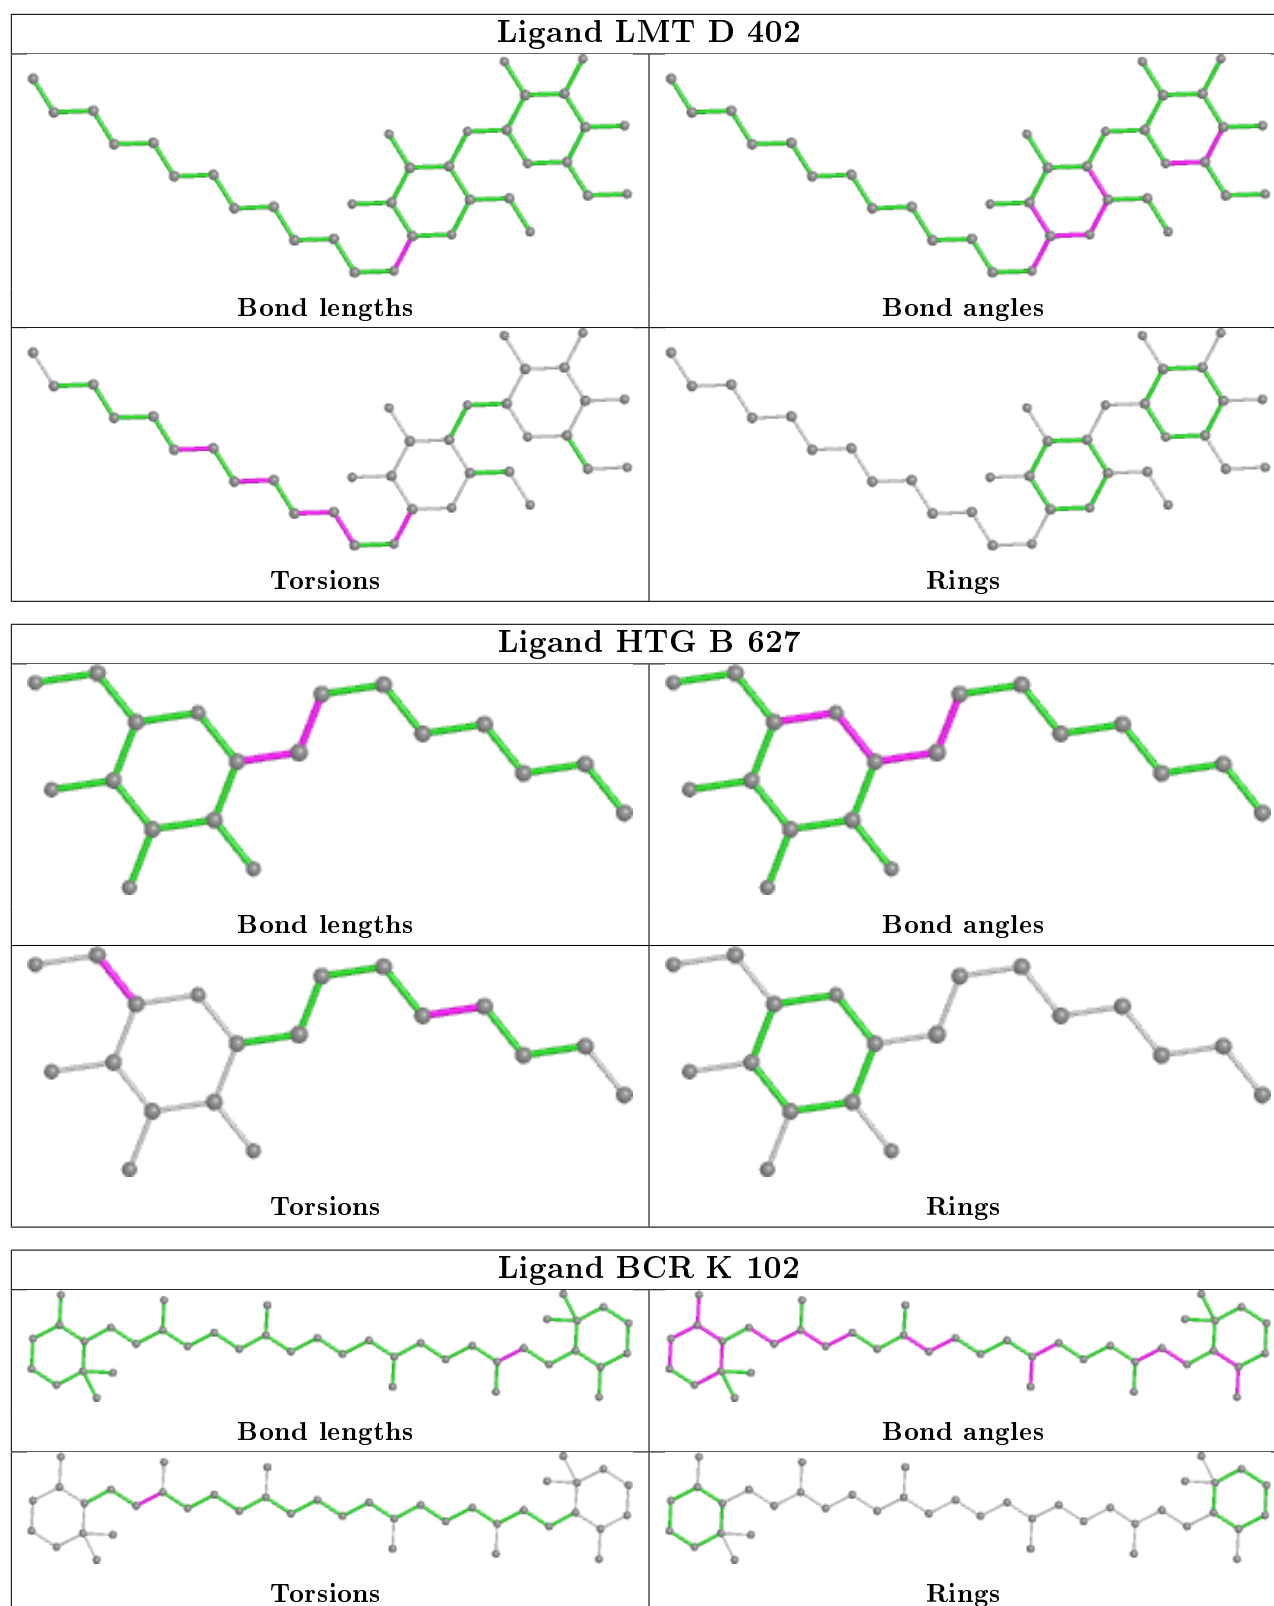 Ligand LMT D 402
Bond lengths
Bond angles
Torsions
Rings
Ligand HTG B 627
Bond lengths
Bond angles
Torsions
Rings
Ligand BCR K 102
Bond lengths
Bond angles
Torsions
Rings